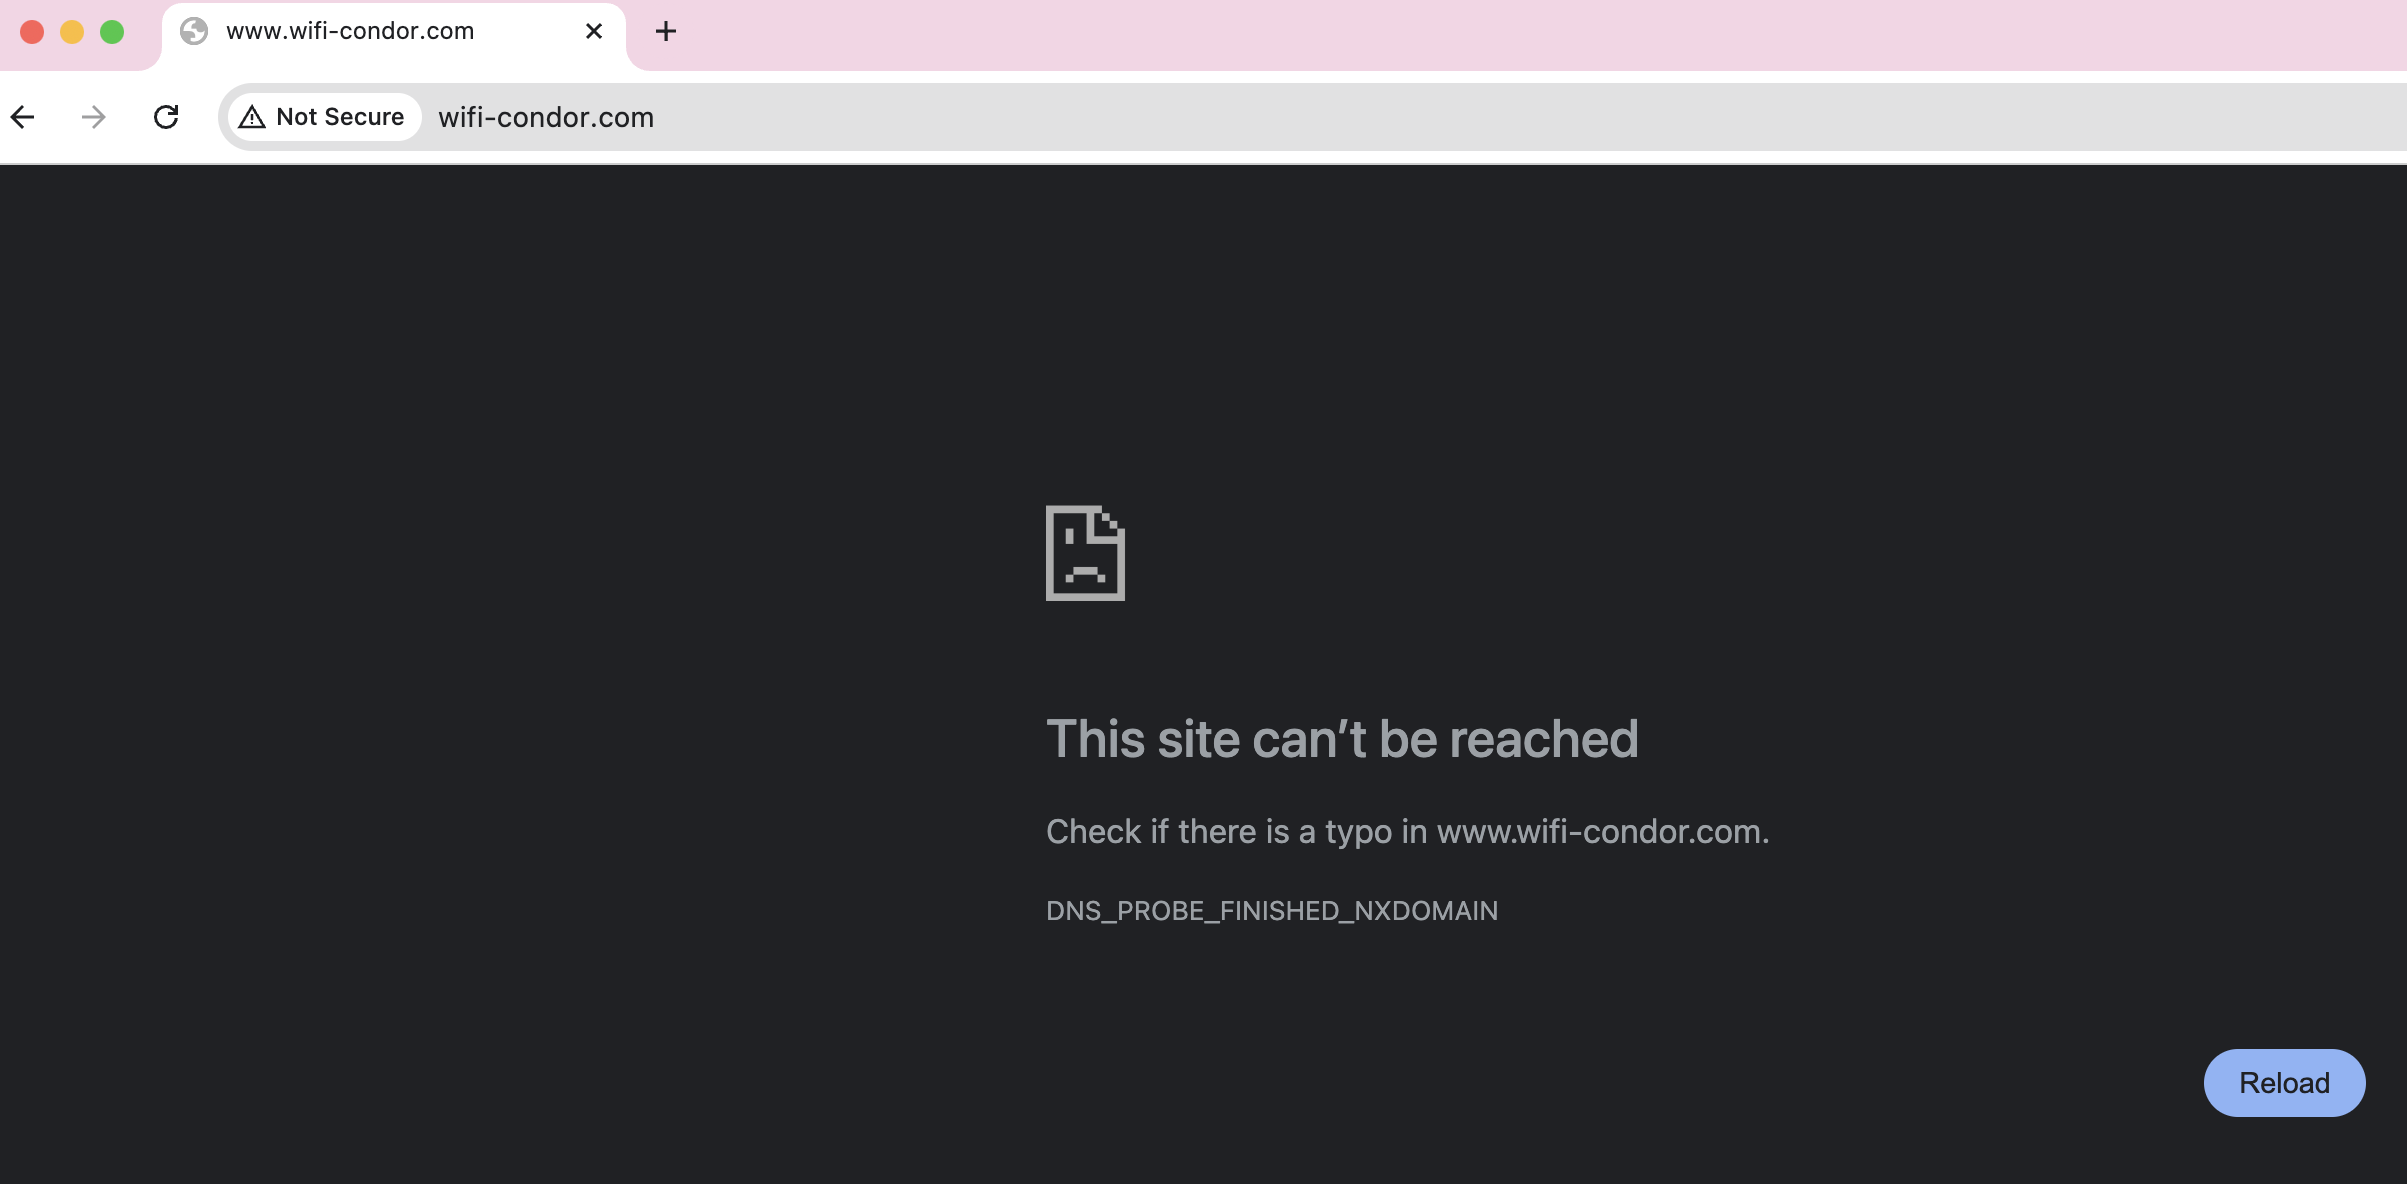 www.wifi-condor.com
Not Secure wifi-condor.com
This site can’t be reached
Check if there is a typo in www.wifi-condor.com.
DNS_PROBE_FINISHED_NXDOMAIN
Reload